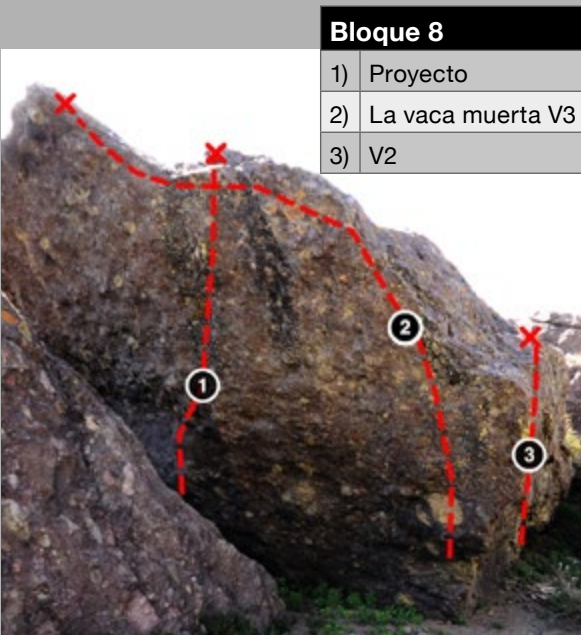 Bloque 8
1) Proyecto
2) La vaca muerta V3
3) V2
1
2
3